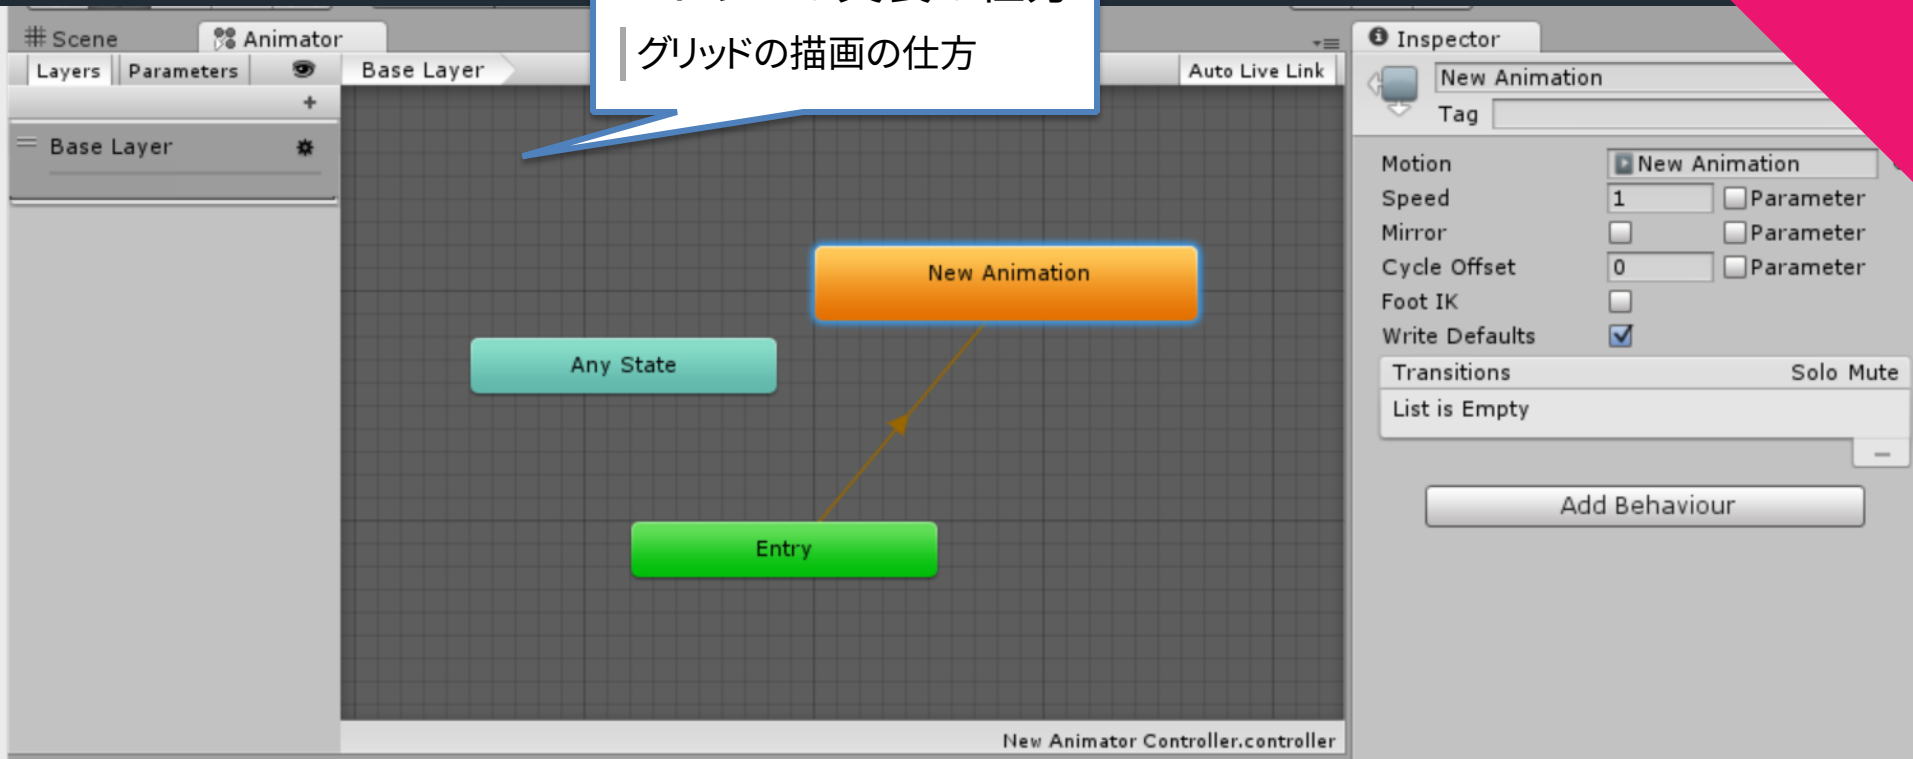 Scene
Animator
グリッドの描画の仕方
Inspector
Layers
Parameters
Base Layer
Auto Live Link
New Animation
Tag
Base Layer
Motion
New Animation
Speed
1
Parameter
Mirror
Parameter
Cycle Offset
0
Parameter
Foot IK
Write Defaults
Transitions
Solo Mute
List is Empty
Add Behaviour
New Animation
Any State
Entry
New Animator Controller.controller